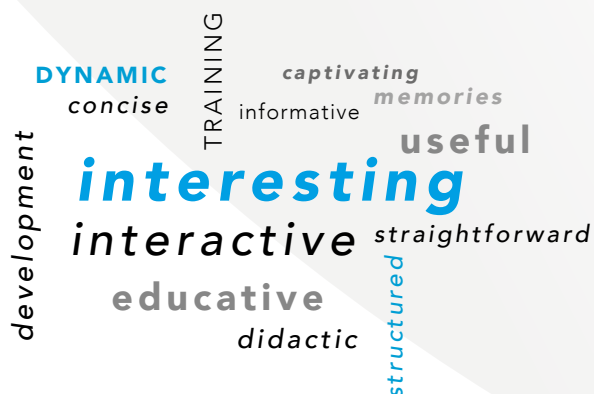 TRAINING
DYNAMIC
captivating
concise
memories
informative
useful
development
interesting
interactive
straightforward
educative
structured
didactic